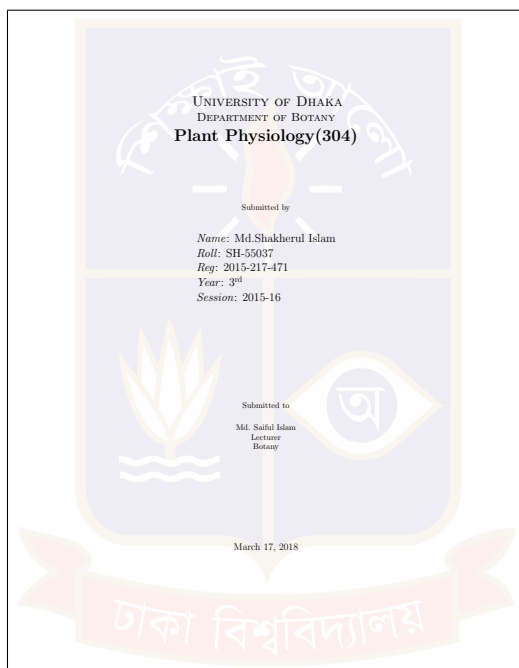 শিক্ষাই আলো
UNIVERSITY OF DHAKA
DEPARTMENT OF BOTANY
Plant Physiology(304)
Submitted by
Name: Md.Shakherul Islam
Roll: SH-55037
Reg: 2015-217-471
Year: 3rd
Session: 2015-16
অ
Submitted to
Md. Saiful Islam
Lecturer
Botany
March 17, 2018
ঢাকা বিশ্ববিদ্যালয়